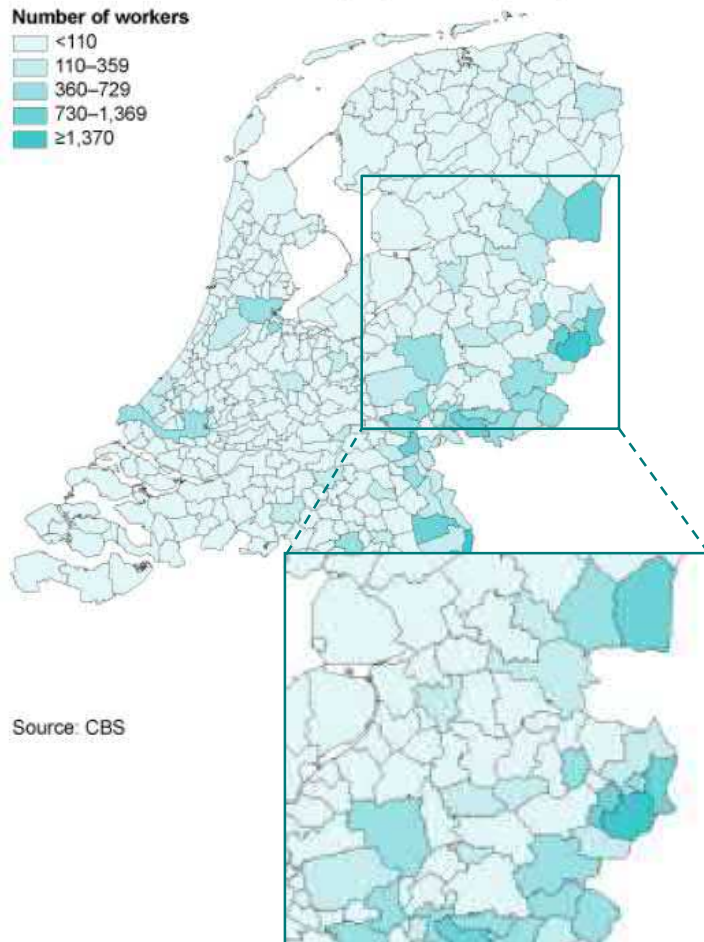 Number of workers
<110
110–359
360–729
730–1,369
≥1,370
Source: CBS